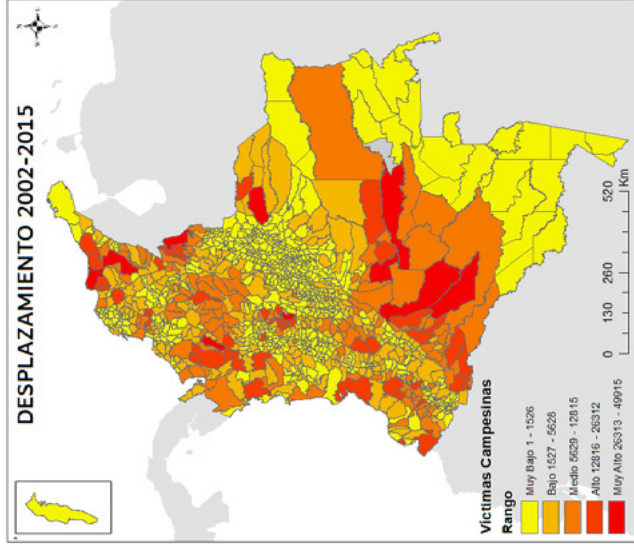 DESPLAZAMIENTO 2002-2015
Víctimas Campesinas
Rango
Muy Bajo 1 - 1526
Bajo 1527 - 5628
Medio 5629 - 12815
Alto 12816 - 26312
Muy Alto 26313 - 49915
0 130 260 520
Km